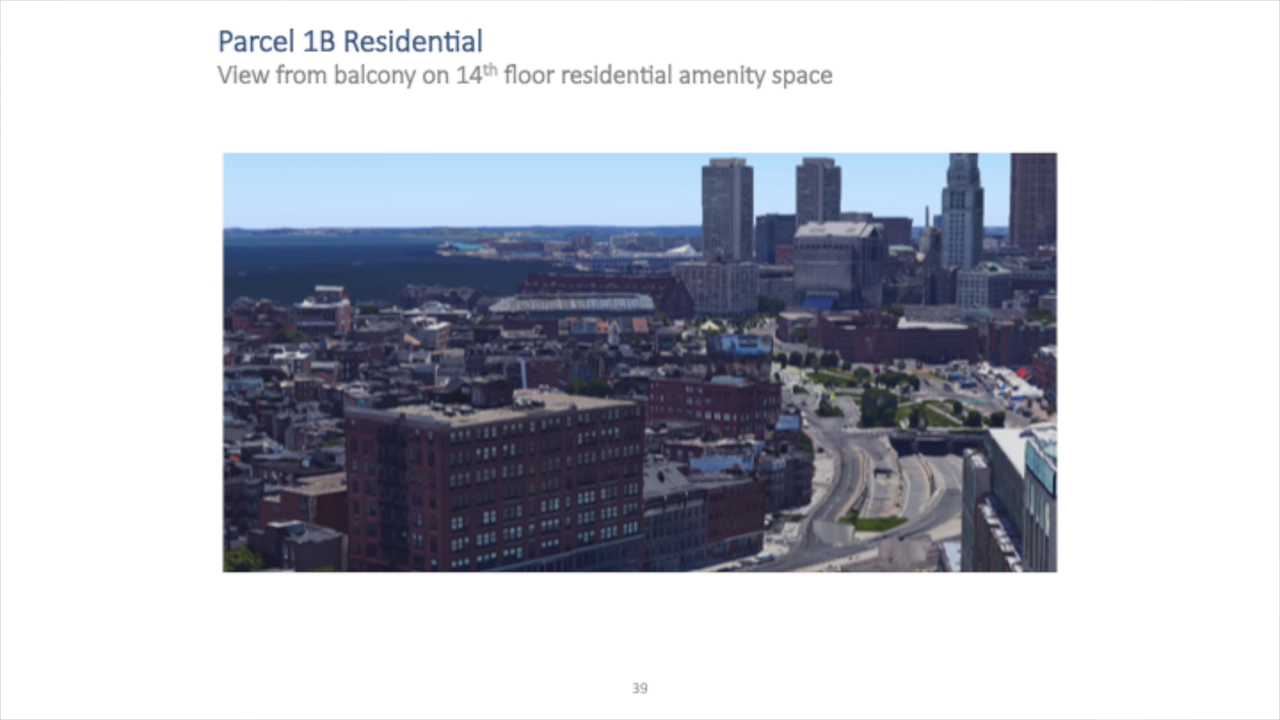 Parcel 1B Residential
View from balcony on 14th floor residential amenity space
39